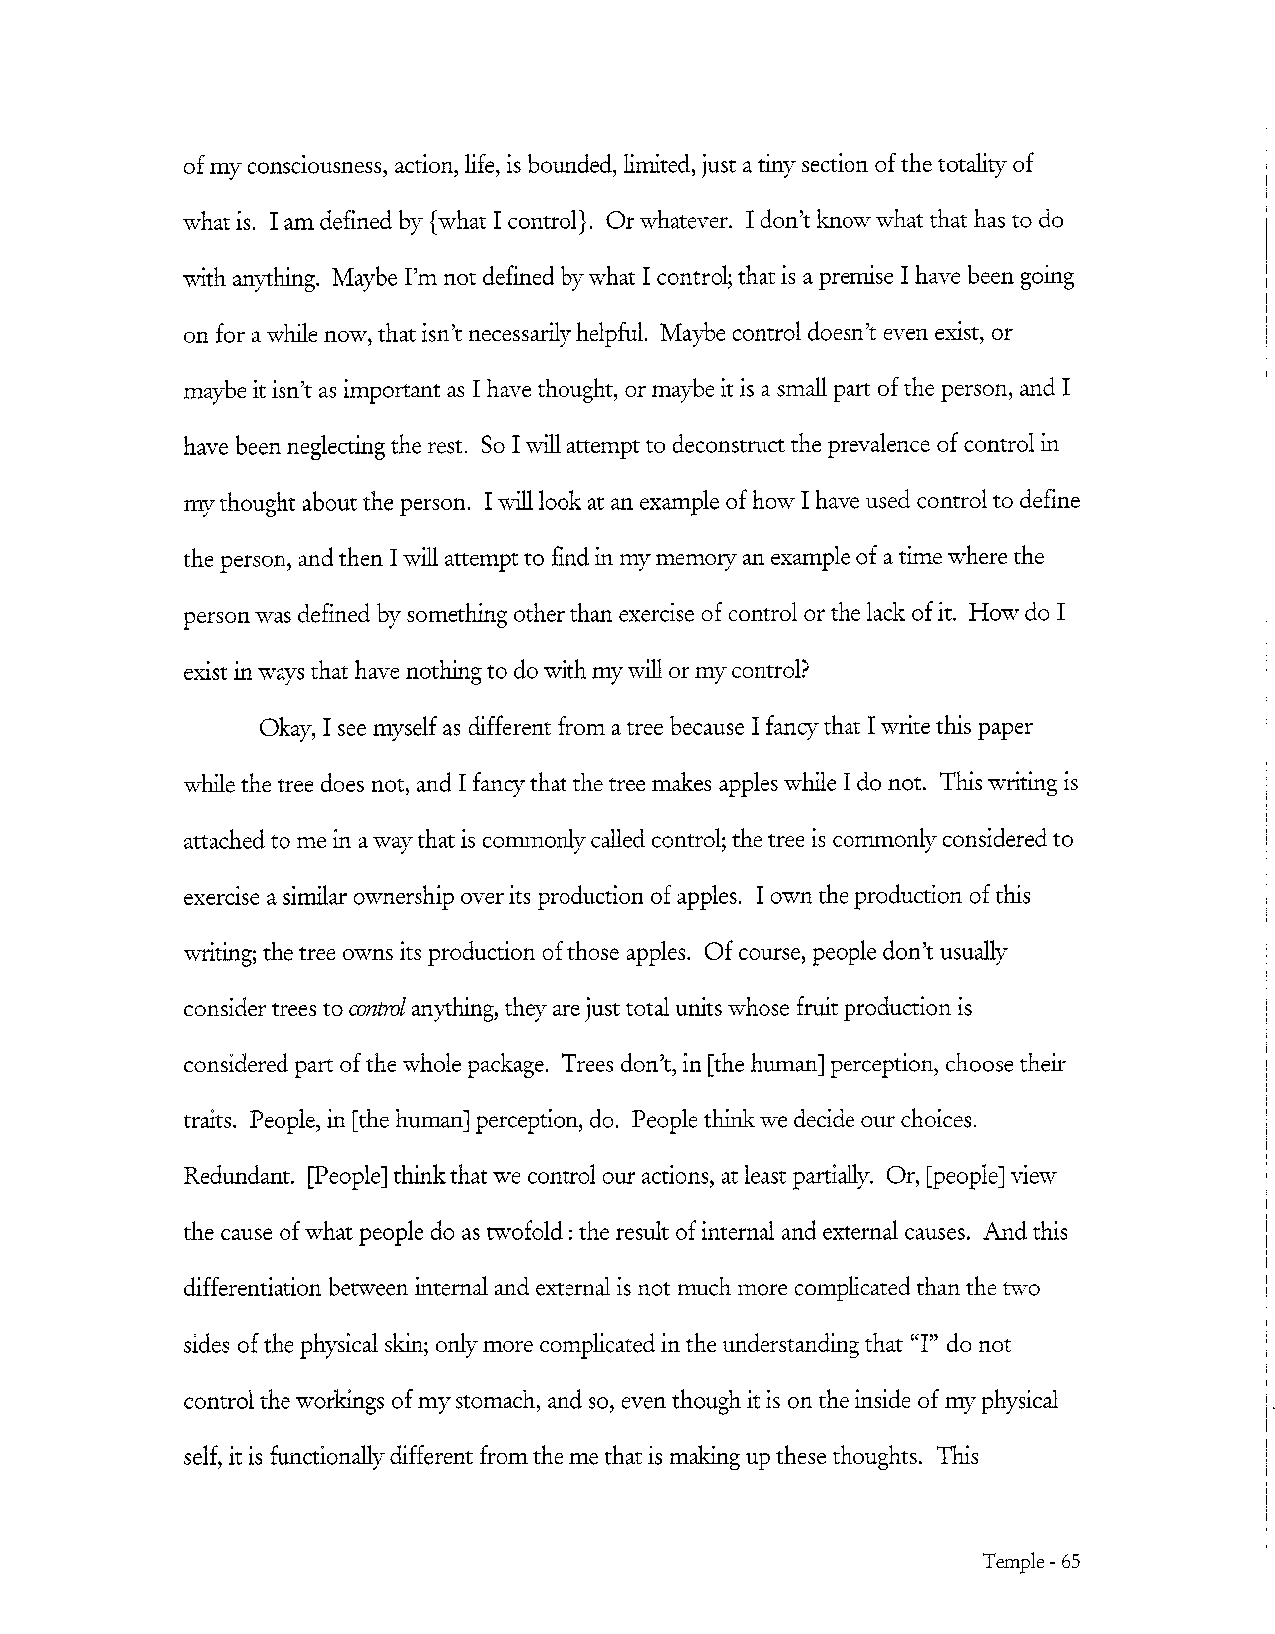 of my consciousness, action, life, is bounded, limited, just a tiny section of the totality of
what is.  I am defined by {what I control}.  Or whatever.  I don't know what that has to do
with anything.  Maybe I'm not defined by what I control; that is a premise I have been going
on for a while now, that isn't necessarily helpful.  Maybe control doesn't even exist, or
maybe it isn't as important as I have thought, or maybe it is a small part of the person, and I
have been neglecting the rest.  So I will attempt to deconstruct the prevalence of control in
my thought about the person.  I will look at an example of how I have used control to define
the person, and then I will attempt to find in my memory an example of a time where the
person was defined by something other than exercise of control or the lack of it.  How do I
exist in ways that have nothing to do with my will or my control?
Okay, I see myself as different from a tree because I fancy that I write this paper
while the tree does not, and I fancy that the tree makes apples while I do not.  This writing is
attached to me in a way that is commonly called control; the tree is commonly considered to
exercise a similar ownership over its production of apples.  I own the production of this
writing; the tree owns its production of those apples.  Of course, people don't usually
consider trees to control anything, they are just total units whose fruit production is
considered part of the whole package.  Trees don't, in [the human] perception, choose their
traits.  People, in [the human] perception, do.  People think we decide our choices.
Redundant.  [People] think that we control our actions, at least partially.  Or, [people] view
the cause of what people do as twofold : the result of internal and external causes.  And this
differentiation between internal and external is not much more complicated than the two
sides of the physical skin; only more complicated in the understanding that “I” do not
control the workings of my stomach, and so, even though it is on the inside of my physical
self, it is functionally different from the me that is making up these thoughts.  This
Temple - 65